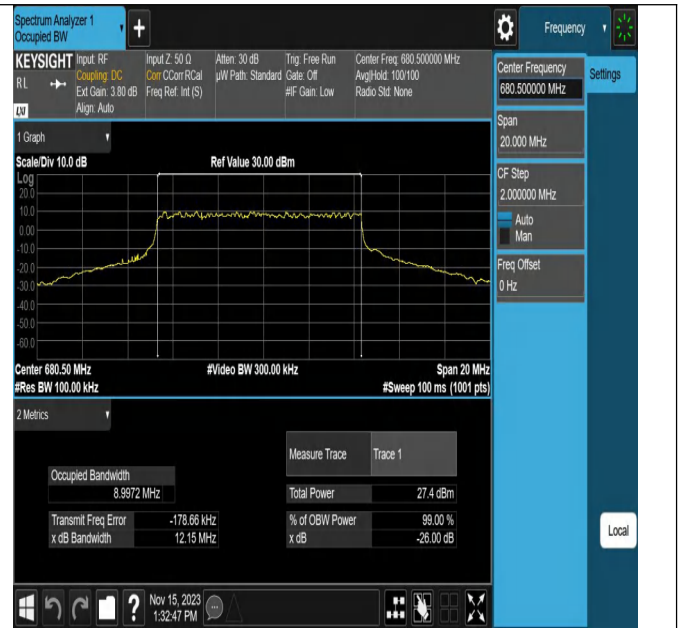 Spectrum Analyzer 1
Occupied BW
Frequency
KEYSIGHT
RL
LXI
Input: RF
Coupling: DC
Ext Gain: 3.80 dB
Align: Auto
Input Z: 50 Ω
Corr CCorr RCal
Freq Ref: Int (S)
Atten: 30 dB
µW Path: Standard
Trig: Free Run
Gate: Off
#IF Gain: Low
Center Freq: 680.500000 MHz
Avg|Hold: 100/100
Radio Std: None
Center Frequency
680.500000 MHz
Settings
Span
20.000 MHz
CF Step
2.000000 MHz
Auto
Man
Freq Offset
0 Hz
1 Graph
Scale/Div 10.0 dB
Ref Value 30.00 dBm
Log
20.0
10.0
0.00
-10.0
-20.0
-30.0
-40.0
-50.0
-60.0
Center 680.50 MHz
#Video BW 300.00 kHz
Span 20 MHz
#Res BW 100.00 kHz
#Sweep 100 ms (1001 pts)
2 Metrics
Measure Trace
Trace 1
Occupied Bandwidth
8.9972 MHz
Total Power
27.4 dBm
Transmit Freq Error
-178.66 kHz
% of OBW Power
99.00 %
x dB Bandwidth
12.15 MHz
x dB
-26.00 dB
Local
?
Nov 15, 2023
1:32:47 PM